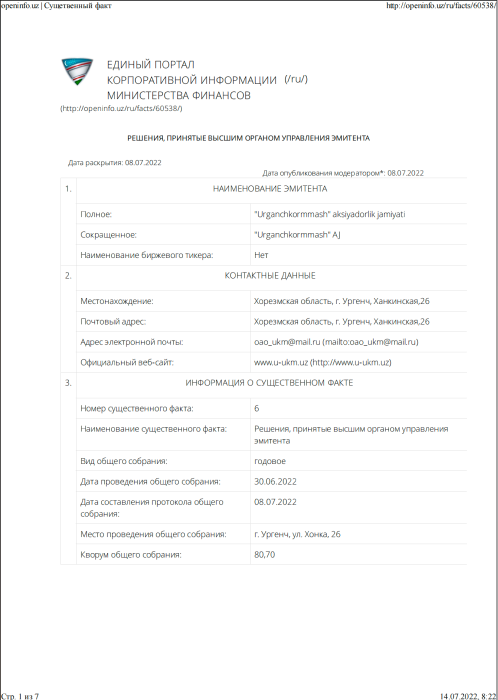 openinfo.uz | Существенный факт
http://openinfo.uz/ru/facts/60538/
ЕДИНЫЙ ПОРТАЛ
КОРПОРАТИВНОЙ ИНФОРМАЦИИ (/ru/)
МИНИСТЕРСТВА ФИНАНСОВ
(http://openinfo.uz/ru/facts/60538/)
РЕШЕНИЯ, ПРИНЯТЫЕ ВЫСШИМ ОРГАНОМ УПРАВЛЕНИЯ ЭМИТЕНТА
Дата раскрытия: 08.07.2022
Дата опубликования модератором*: 08.07.2022
1. НАИМЕНОВАНИЕ ЭМИТЕНТА
Полное: "Urganchkormmash" aksiyadorlik jamiyati
Сокращенное: "Urganchkormmash" AJ
Наименование биржевого тикера: Нет
2. КОНТАКТНЫЕ ДАННЫЕ
Местонахождение: Хорезмская область, г. Ургенч, Ханкинская,26
Почтовый адрес: Хорезмская область, г. Ургенч, Ханкинская,26
Адрес электронной почты: oao_ukm@mail.ru (mailto:oao_ukm@mail.ru)
Официальный веб-сайт: www.u-ukm.uz (http://www.u-ukm.uz)
3. ИНФОРМАЦИЯ О СУЩЕСТВЕННОМ ФАКТЕ
Номер существенного факта: 6
Наименование существенного факта: Решения, принятые высшим органом управления
эмитента
Вид общего собрания: годовое
Дата проведения общего собрания: 30.06.2022
Дата составления протокола общего 08.07.2022
собрания:
Место проведения общего собрания: г. Ургенч, ул. Хонка, 26
Кворум общего собрания: 80,70
Стр. 1 из 7
14.07.2022, 8:22